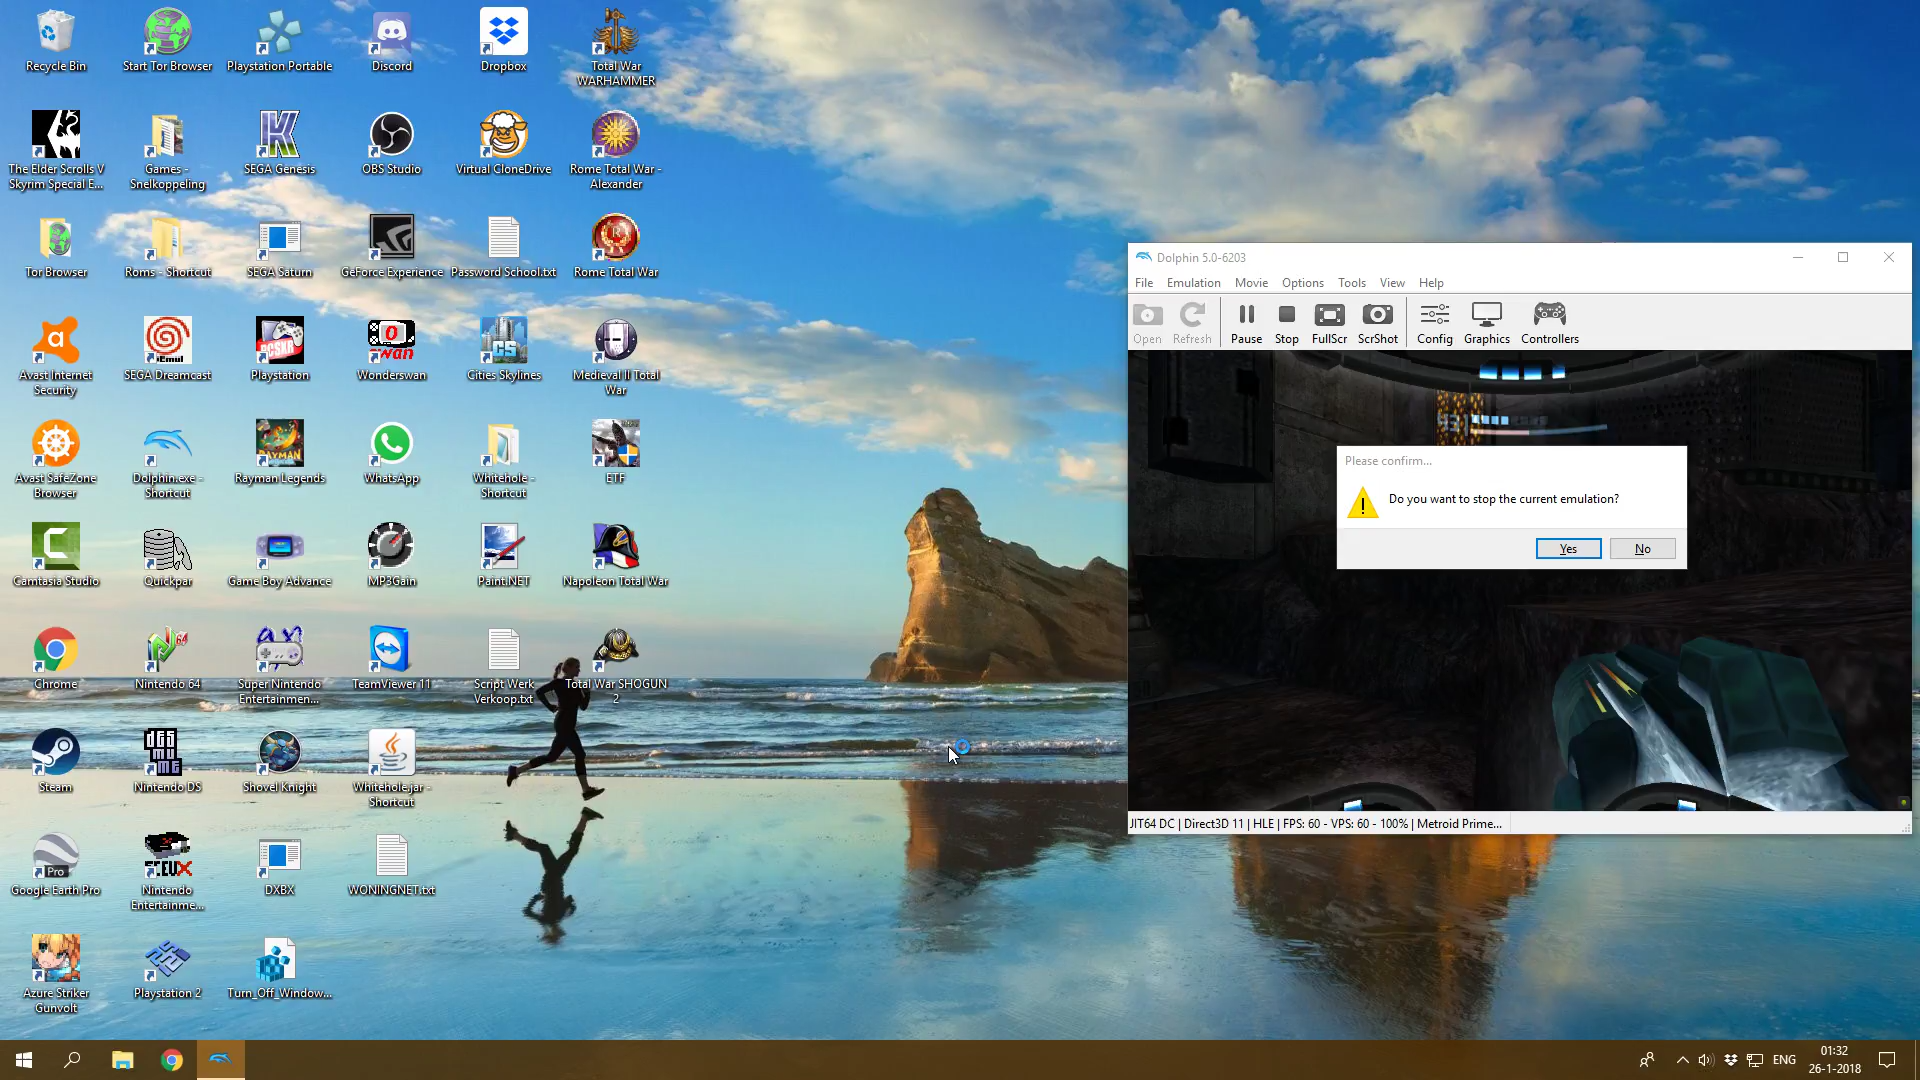 Recycle Bin
Start Tor Browser
Playstation Portable
Discord
Dropbox
Total War
WARHAMMER
The Elder Scrolls V
Skyrim Special E...
Games -
Snelkoppeling
SEGA Genesis
OBS Studio
Virtual CloneDrive
Rome Total War -
Alexander
Tor Browser
Roms - Shortcut
SEGA Saturn
GeForce Experience
Password School.txt
Rome Total War
Avast Internet
Security
SEGA Dreamcast
PCSXR
Playstation
swan
Wonderswan
CS
Cities Skylines
Medieval II Total
War
Avast SafeZone
Browser
Dolphin.exe -
Shortcut
RAYMAN
Rayman Legends
WhatsApp
Whitehole -
Shortcut
ETF
Camtasia Studio
Quickpar
Game Boy Advance
MP3Gain
Paint.NET
Napoleon Total War
Chrome
64
Nintendo 64
Super Nintendo
Entertainmen...
TeamViewer 11
Script Werk
Verkoop.txt
Total War SHOGUN
2
Steam
Nintendo DS
Shovel Knight
Whitehole.jar -
Shortcut
Pro
Google Earth Pro
Nintendo
Entertainme...
DXBX
WONINGNET.txt
Azure Striker
Gunvolt
Playstation 2
Turn_Off_Window...
Dolphin 5.0-6203
File Emulation Movie Options Tools View Help
Open Refresh Pause Stop FullScr ScrShot Config Graphics Controllers
Please confirm...
Do you want to stop the current emulation?
Yes No
JIT64 DC | Direct3D 11 | HLE | FPS: 60 - VPS: 60 - 100% | Metroid Prime...
ENG
01:32
26-1-2018